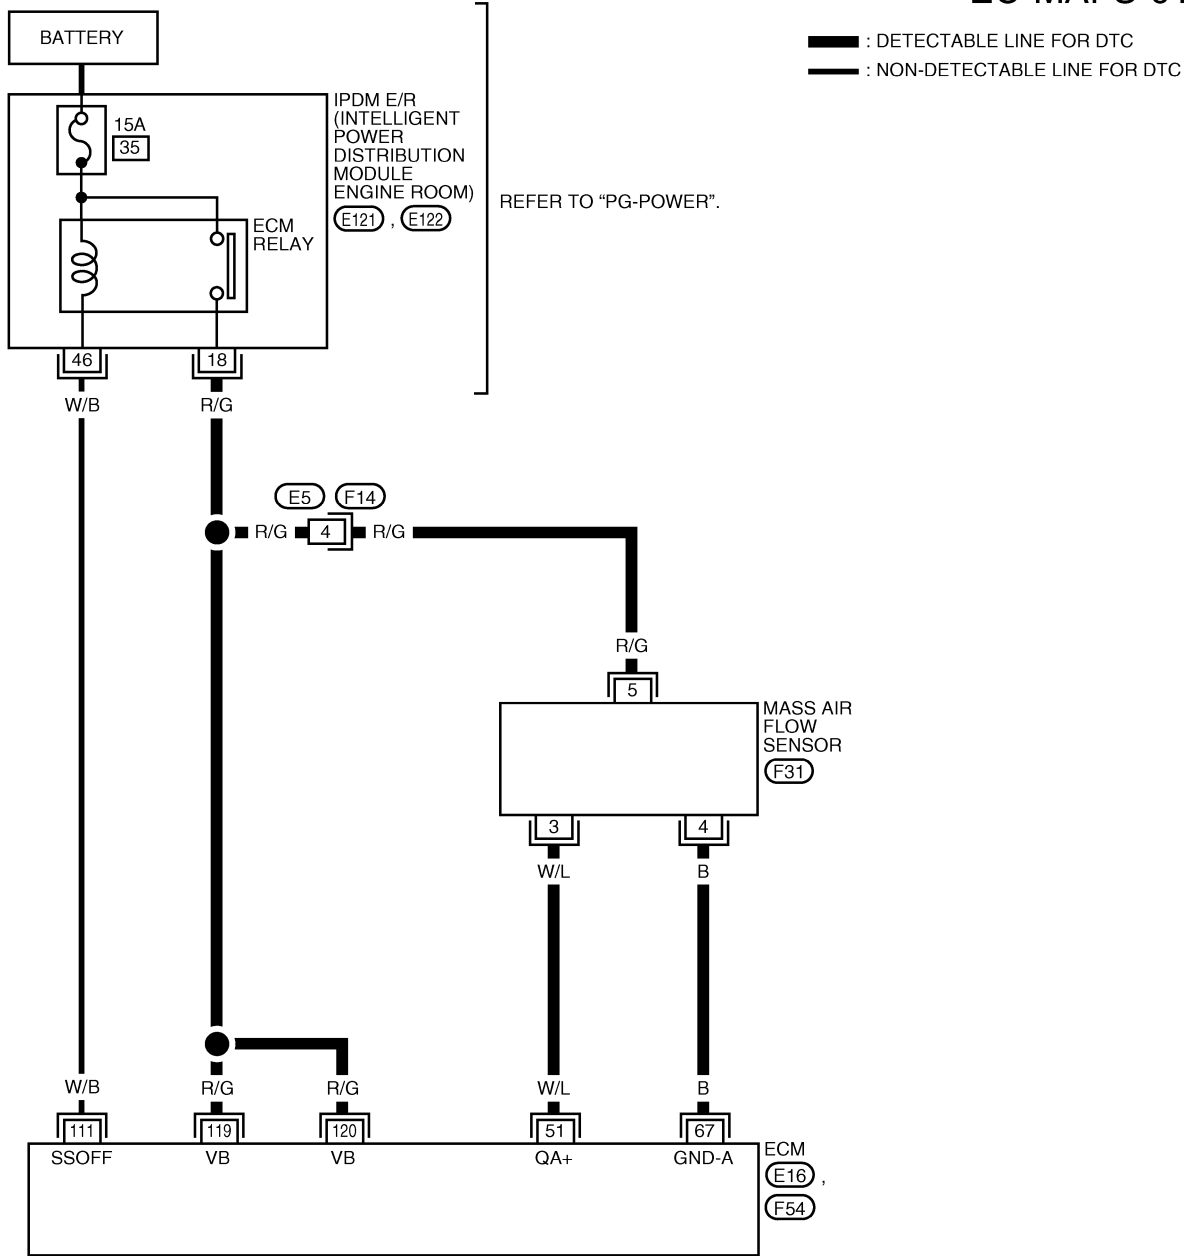 BATTERY
: DETECTABLE LINE FOR DTC
: NON-DETECTABLE LINE FOR DTC
15A
35
IPDM E/R
(INTELLIGENT
POWER
DISTRIBUTION
MODULE
ENGINE ROOM)
E121 , E122
REFER TO “PG-POWER”.
ECM
RELAY
46
18
W/B
R/G
E5
F14
R/G
4
R/G
R/G
5
MASS AIR
FLOW
SENSOR
F31
3
4
W/L
B
W/B
R/G
R/G
W/L
B
111
119
120
51
67
SSOFF
VB
VB
QA+
GND-A
ECM
E16 ,
F54